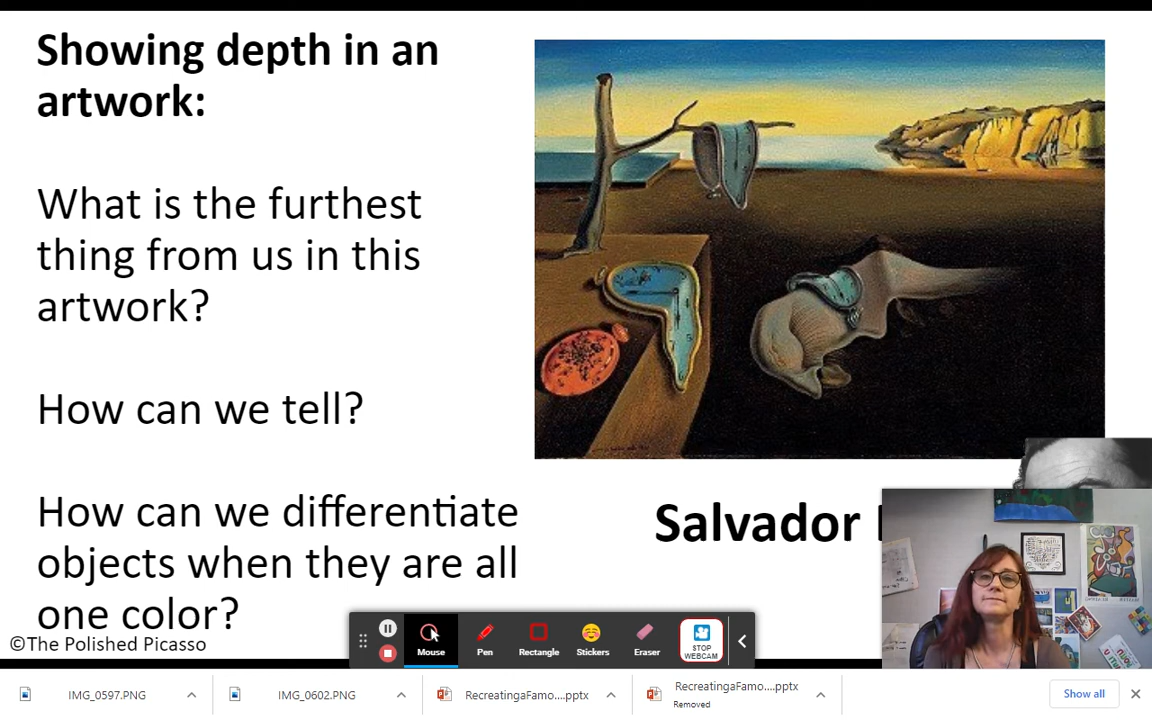 Showing depth in an
artwork:
What is the furthest
thing from us in this
artwork?
How can we tell?
How can we differentiate
objects when they are all
one color?
Salvador
©The Polished Picasso
Mouse
Pen
Rectangle
Stickers
Eraser
STOP
WEBCAM
IMG_0597.PNG
IMG_0602.PNG
RecreatingaFamo....pptx
RecreatingaFamo....pptx
Removed
Show all